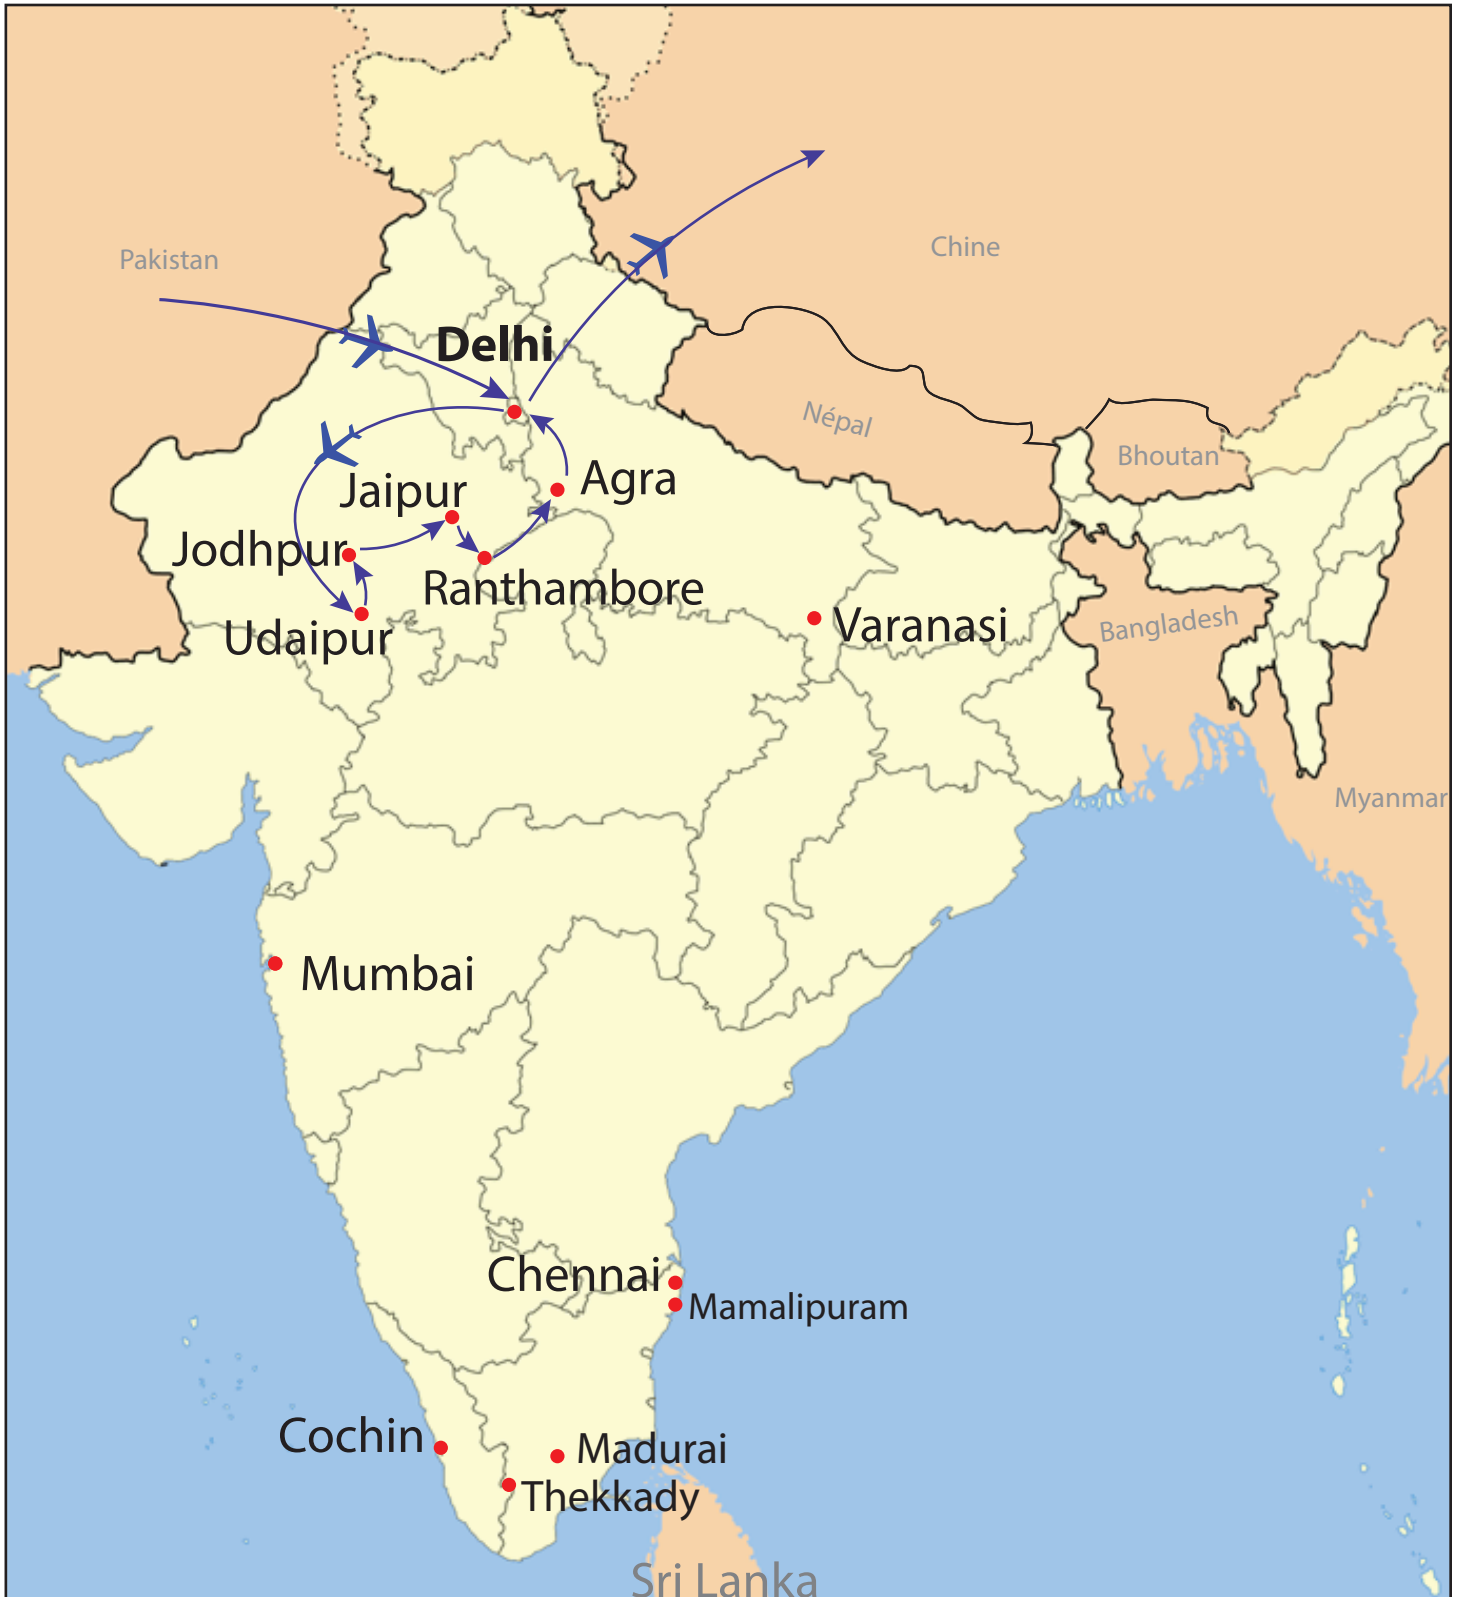 Pakistan
Chine
Delhi
Népal
Bhoutan
Agra
Jaipur
Jodhpur
Ranthambore
Udaipur
Varanasi
Bangladesh
Myanmar
Mumbai
Chennai
Mamalipuram
Cochin
Madurai
Thekkady
Sri Lanka